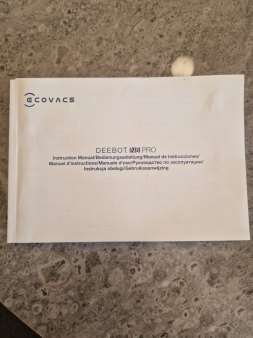 ECOVACS
DEEBOT PRO
Instruction Manual/Bedienungsanleitung/Manual de instrucciones/
Manuel d'instructions/Manuale d'uso/Руководство по эксплуатации/
Instrukcja obsługi/Gebruiksaanwijzing